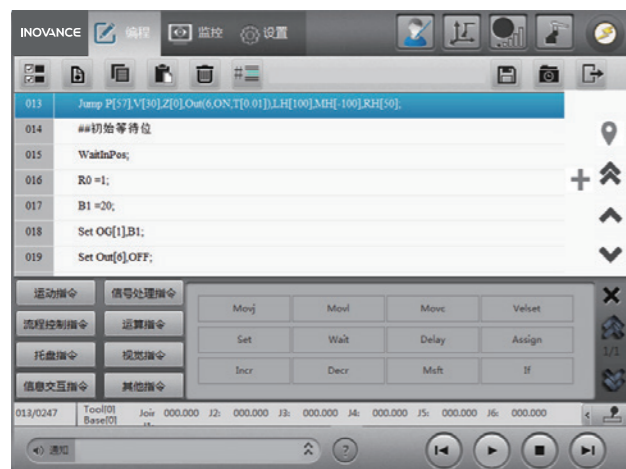 INOVANCE 编程 监控 设置
013 Jump P[57],V[30],Z[0],Out(6,ON,T[0.01]),LH[100],MH[-100],RH[50];
014 ##初始等待位
015 WaitInPos;
016 R0 =1;
017 B1 =20;
018 Set OG[1],B1;
019 Set Out[6],OFF;
运动指令 信号处理指令
流程控制指令 运算指令
托盘指令 视觉指令
信息交互指令 其他指令
Movj Movl Movc Velset
Set Wait Delay Assign
Incr Decr Msft If
1/1
013/0247 Tool[0] Base[0] Join 000.000 J2: 000.000 J3: 000.000 J4: 000.000 J5: 000.000 J6: 000.000
通知